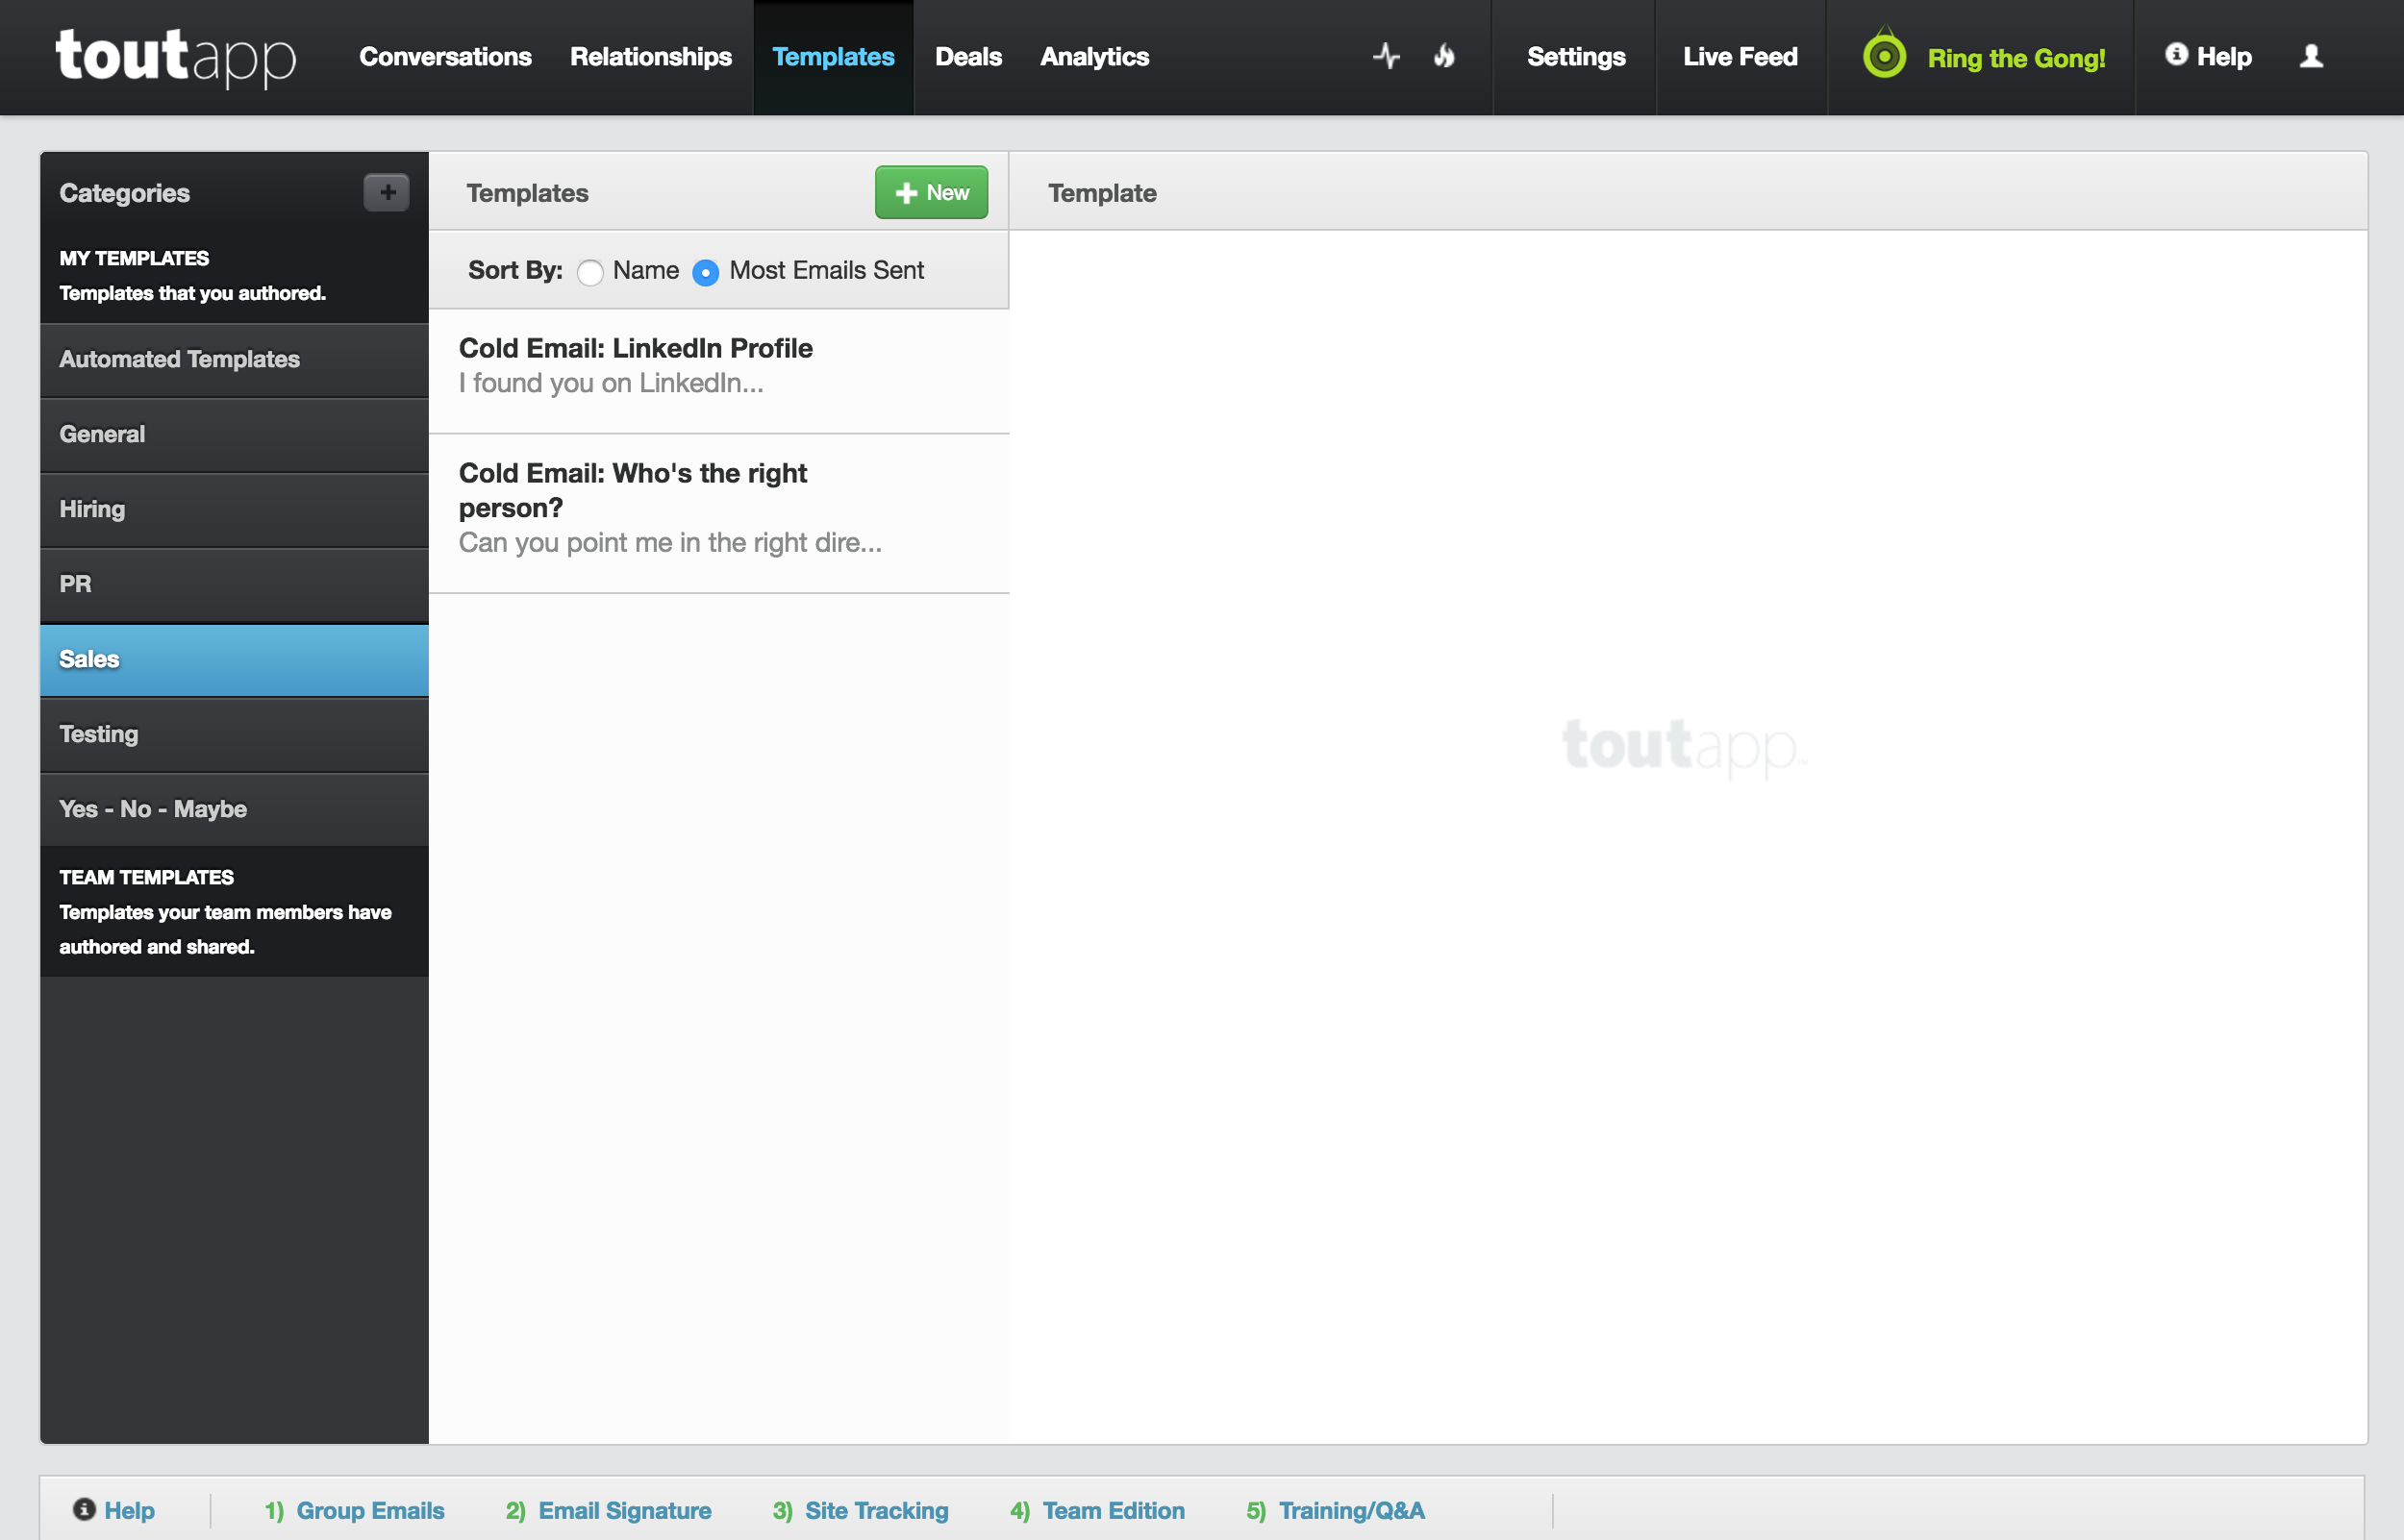 toutapp
Conversations
Relationships
Templates
Deals
Analytics
Settings
Live Feed
Ring the Gong!
Help
Categories
MY TEMPLATES
Templates that you authored.
Automated Templates
General
Hiring
PR
Sales
Testing
Yes - No - Maybe
TEAM TEMPLATES
Templates your team members have
authored and shared.
Templates
New
Sort By: Name Most Emails Sent
Cold Email: LinkedIn Profile
I found you on LinkedIn...
Cold Email: Who's the right
person?
Can you point me in the right dire...
Template
toutapp™
Help
1) Group Emails
2) Email Signature
3) Site Tracking
4) Team Edition
5) Training/Q&A